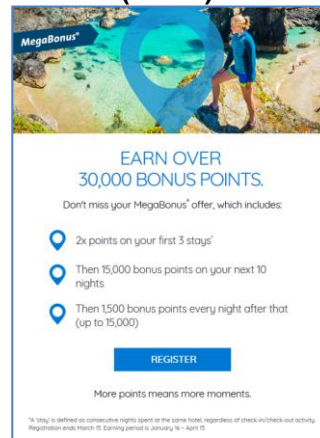 MegaBonus®
EARN OVER
30,000 BONUS POINTS.
Don't miss your MegaBonus® offer, which includes:
2x points on your first 3 stays*
Then 15,000 bonus points on your next 10
nights
Then 1,500 bonus points every night after that
(up to 15,000)
REGISTER
More points means more moments.
*A 'stay' is defined as consecutive nights spent at the same hotel, regardless of check-in/check-out activity.
Registration ends March 15. Earning period is January 16 – April 15.